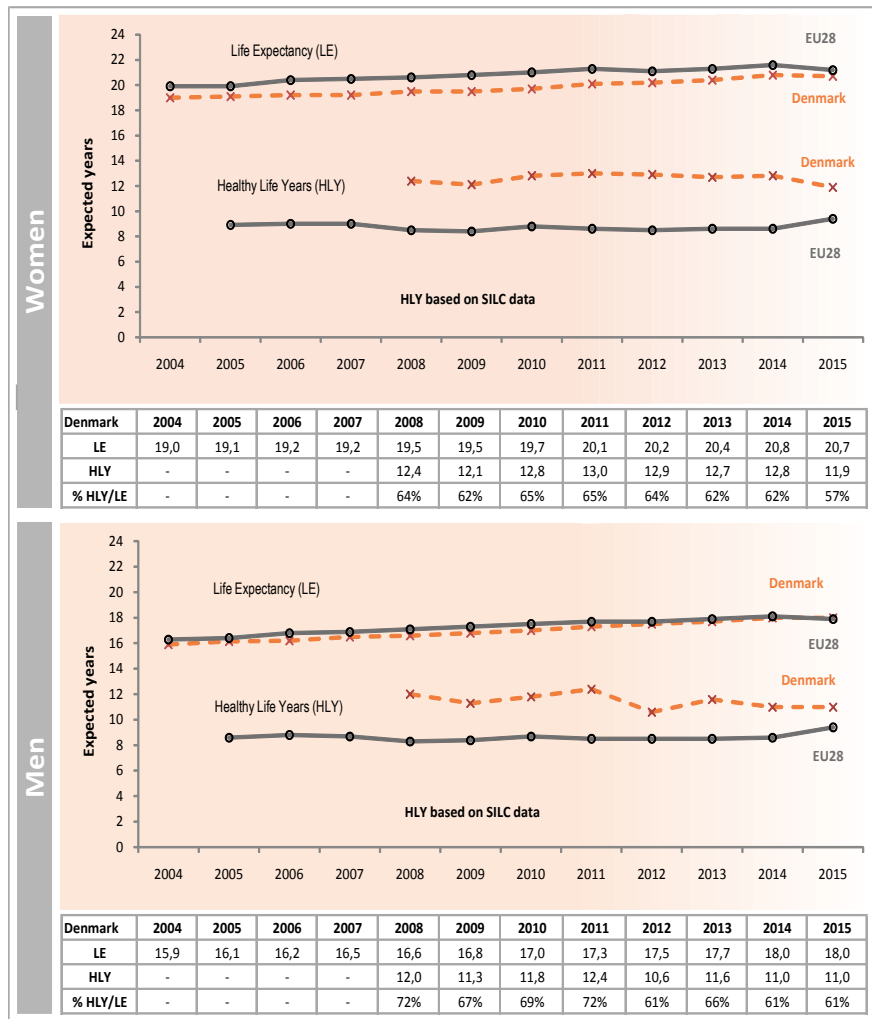 Women
24
22
20
18
16
14
12
10
8
6
4
2
0
Expected years
Life Expectancy (LE)
EU28
Denmark
Denmark
Healthy Life Years (HLY)
EU28
HLY based on SILC data
2004 2005 2006 2007 2008 2009 2010 2011 2012 2013 2014 2015
Denmark 2004 2005 2006 2007 2008 2009 2010 2011 2012 2013 2014 2015
LE 19,0 19,1 19,2 19,2 19,5 19,5 19,7 20,1 20,2 20,4 20,8 20,7
HLY - - - - 12,4 12,1 12,8 13,0 12,9 12,7 12,8 11,9
% HLY/LE - - - - 64% 62% 65% 65% 64% 62% 62% 57%
Men
24
22
20
18
16
14
12
10
8
6
4
2
0
Expected years
Life Expectancy (LE)
Denmark
EU28
Denmark
Healthy Life Years (HLY)
EU28
HLY based on SILC data
2004 2005 2006 2007 2008 2009 2010 2011 2012 2013 2014 2015
Denmark 2004 2005 2006 2007 2008 2009 2010 2011 2012 2013 2014 2015
LE 15,9 16,1 16,2 16,5 16,6 16,8 17,0 17,3 17,5 17,7 18,0 18,0
HLY - - - - 12,0 11,3 11,8 12,4 10,6 11,6 11,0 11,0
% HLY/LE - - - - 72% 67% 69% 72% 61% 66% 61% 61%